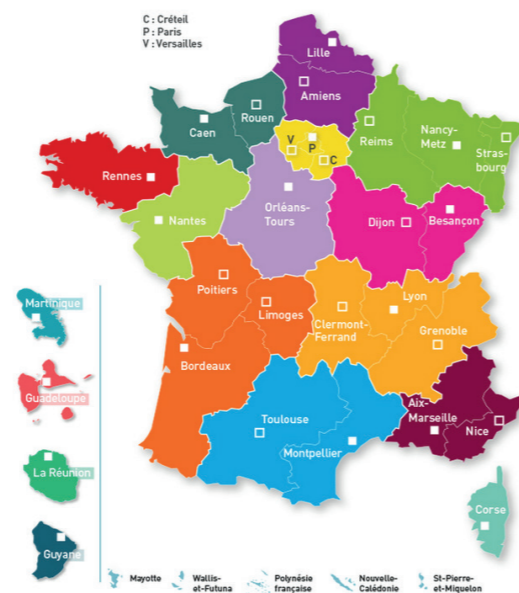 C : Créteil
P : Paris
V : Versailles
Lille
Amiens
Rouen
Caen
V
P
C
Reims
Nancy-
Metz
Stras-
bourg
Rennes
Nantes
Orléans-
Tours
Dijon
Besançon
Poitiers
Limoges
Clermont-
Ferrand
Lyon
Grenoble
Bordeaux
Toulouse
Montpellier
Aix-
Marseille
Nice
Corse
Martinique
Guadeloupe
La Réunion
Guyane
Mayotte
Wallis-
et-Futuna
Polynésie
française
Nouvelle-
Calédonie
St-Pierre-
et-Miquelon